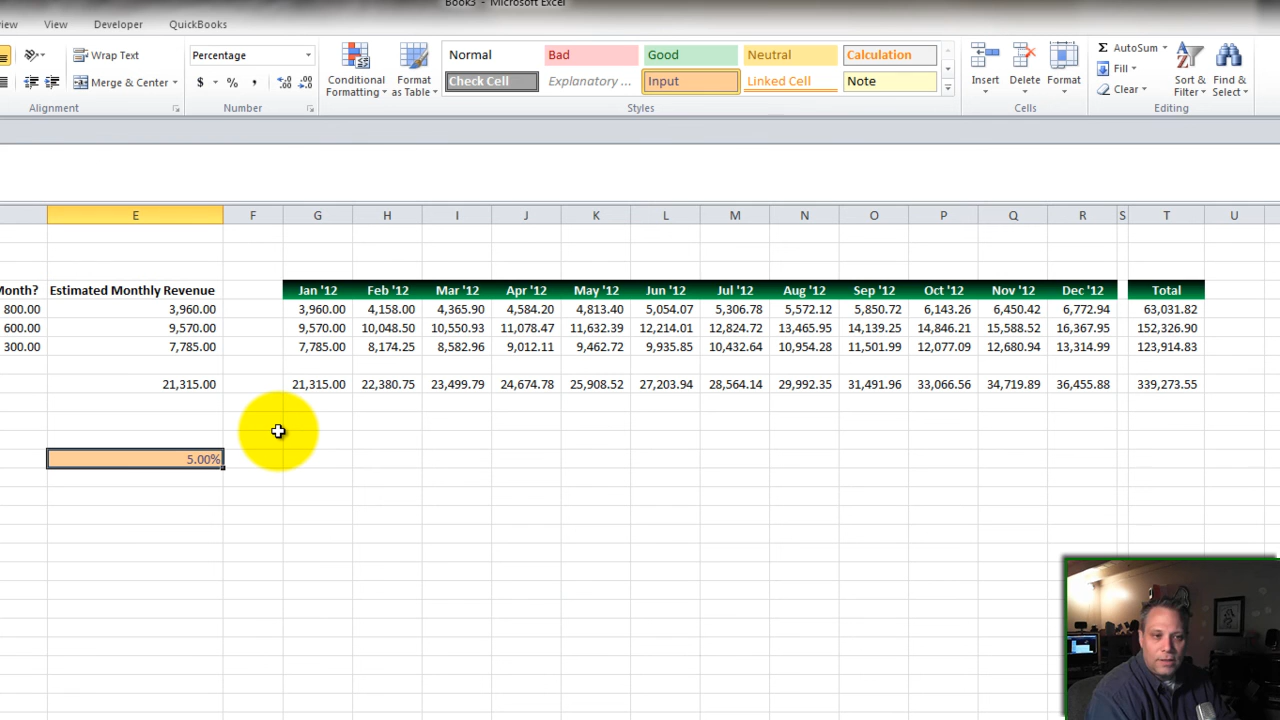 Book3 - Microsoft Excel
View Developer QuickBooks
Wrap Text
Merge & Center
Alignment
Percentage
$ % ,
Number
Conditional Formatting
Format as Table
Normal Bad Good Neutral Calculation
Check Cell Explanatory ... Input Linked Cell Note
Styles
Insert Delete Format
Cells
Σ AutoSum
Fill
Clear
Sort & Filter
Find & Select
Editing
E F G H I J K L M N O P Q R S T U
Month? Estimated Monthly Revenue Jan '12 Feb '12 Mar '12 Apr '12 May '12 Jun '12 Jul '12 Aug '12 Sep '12 Oct '12 Nov '12 Dec '12 Total
800.00 3,960.00 3,960.00 4,158.00 4,365.90 4,584.20 4,813.40 5,054.07 5,306.78 5,572.12 5,850.72 6,143.26 6,450.42 6,772.94 63,031.82
600.00 9,570.00 9,570.00 10,048.50 10,550.93 11,078.47 11,632.39 12,214.01 12,824.72 13,465.95 14,139.25 14,846.21 15,588.52 16,367.95 152,326.90
300.00 7,785.00 7,785.00 8,174.25 8,582.96 9,012.11 9,462.72 9,935.85 10,432.64 10,954.28 11,501.99 12,077.09 12,680.94 13,314.99 123,914.83
21,315.00 21,315.00 22,380.75 23,499.79 24,674.78 25,908.52 27,203.94 28,564.14 29,992.35 31,491.96 33,066.56 34,719.89 36,455.88 339,273.55
5.00%